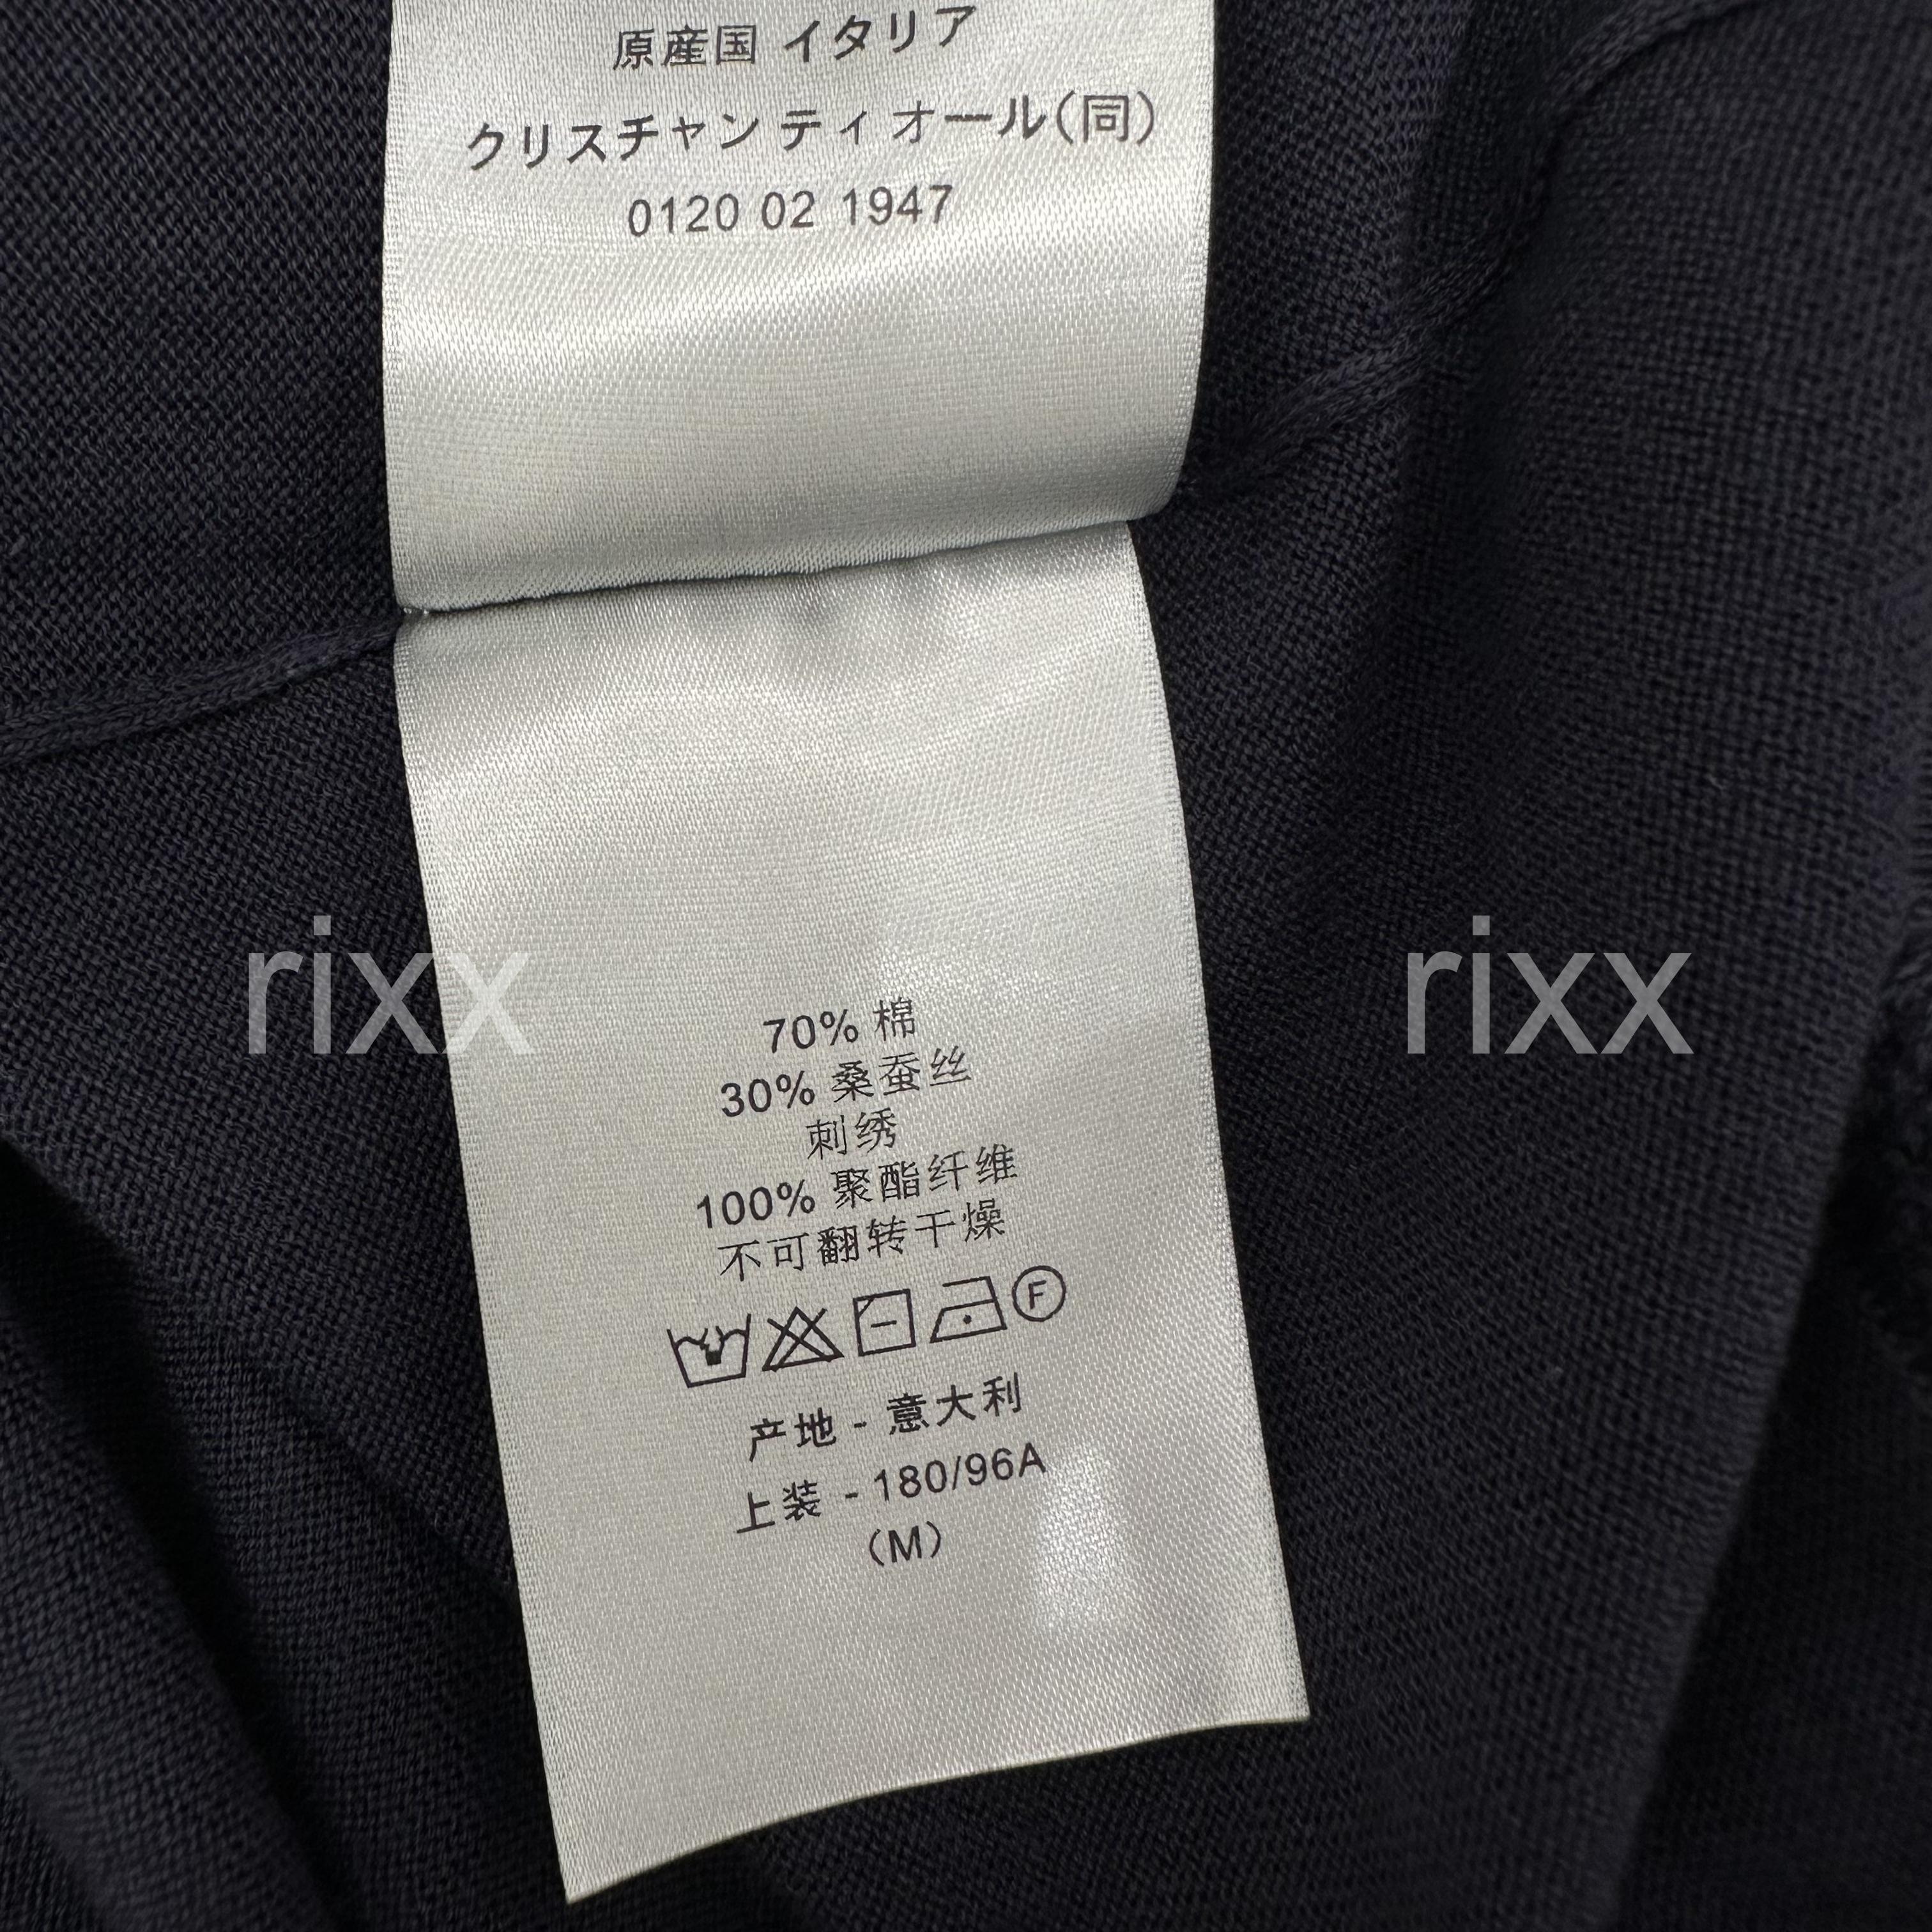 原産国 イタリア
クリスチャン ティ オール(同)
0120 02 1947
rixx
rixx
70% 棉
30% 桑蚕丝
刺绣
100% 聚酯纤维
不可翻转干燥
F
产地 - 意大利
上装 - 180/96A
(M)